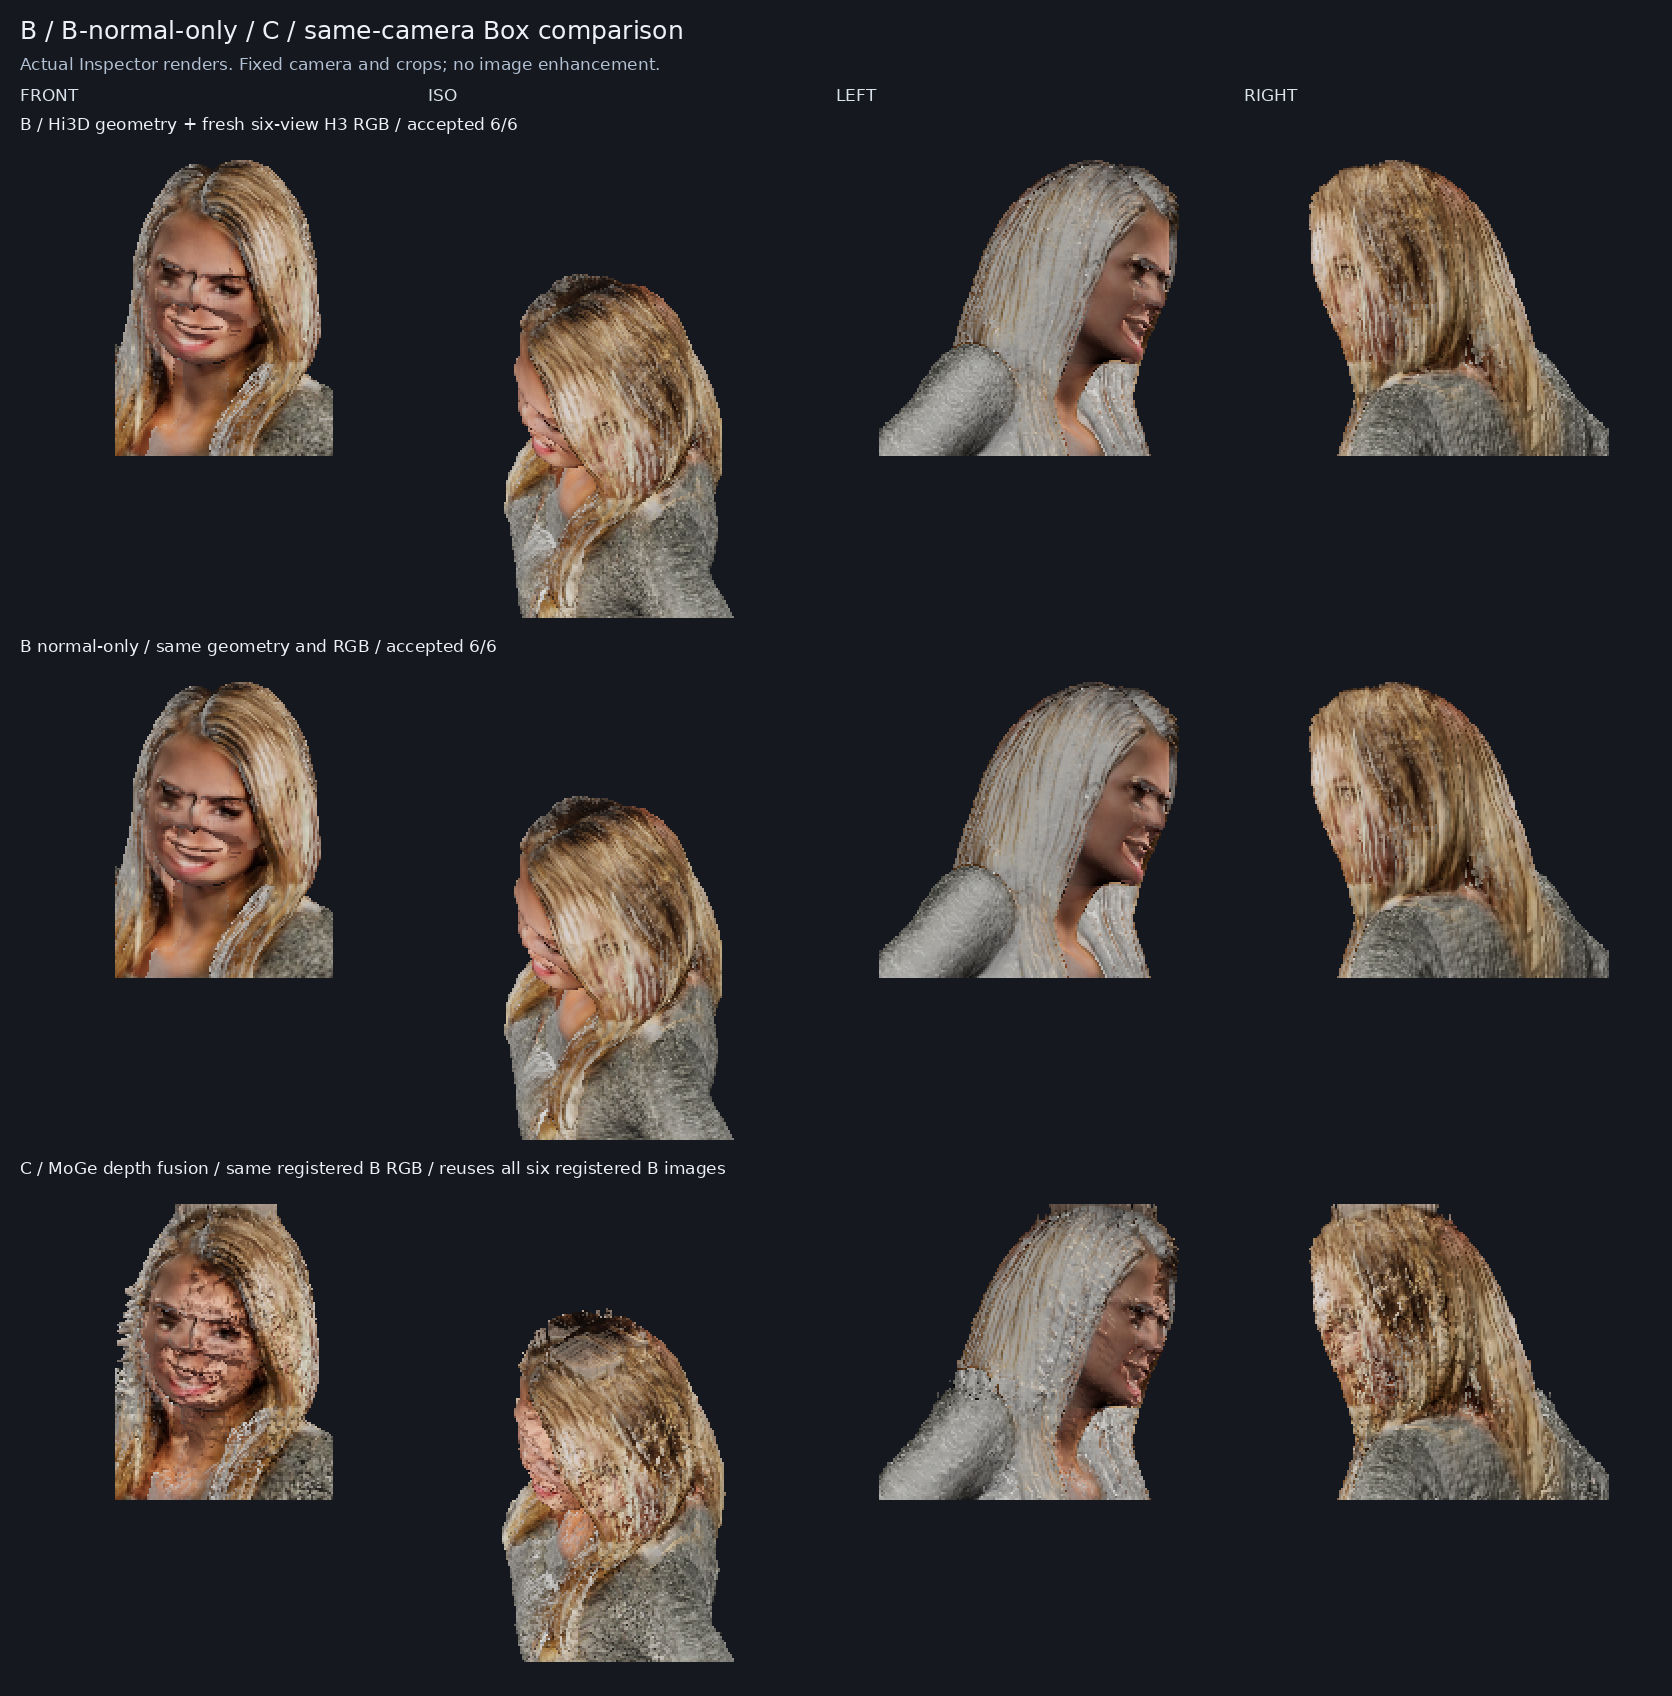 B / B-normal-only / C / same-camera Box comparison
Actual Inspector renders. Fixed camera and crops; no image enhancement.
FRONT ISO LEFT RIGHT
B / Hi3D geometry + fresh six-view H3 RGB / accepted 6/6
B normal-only / same geometry and RGB / accepted 6/6
C / MoGe depth fusion / same registered B RGB / reuses all six registered B images